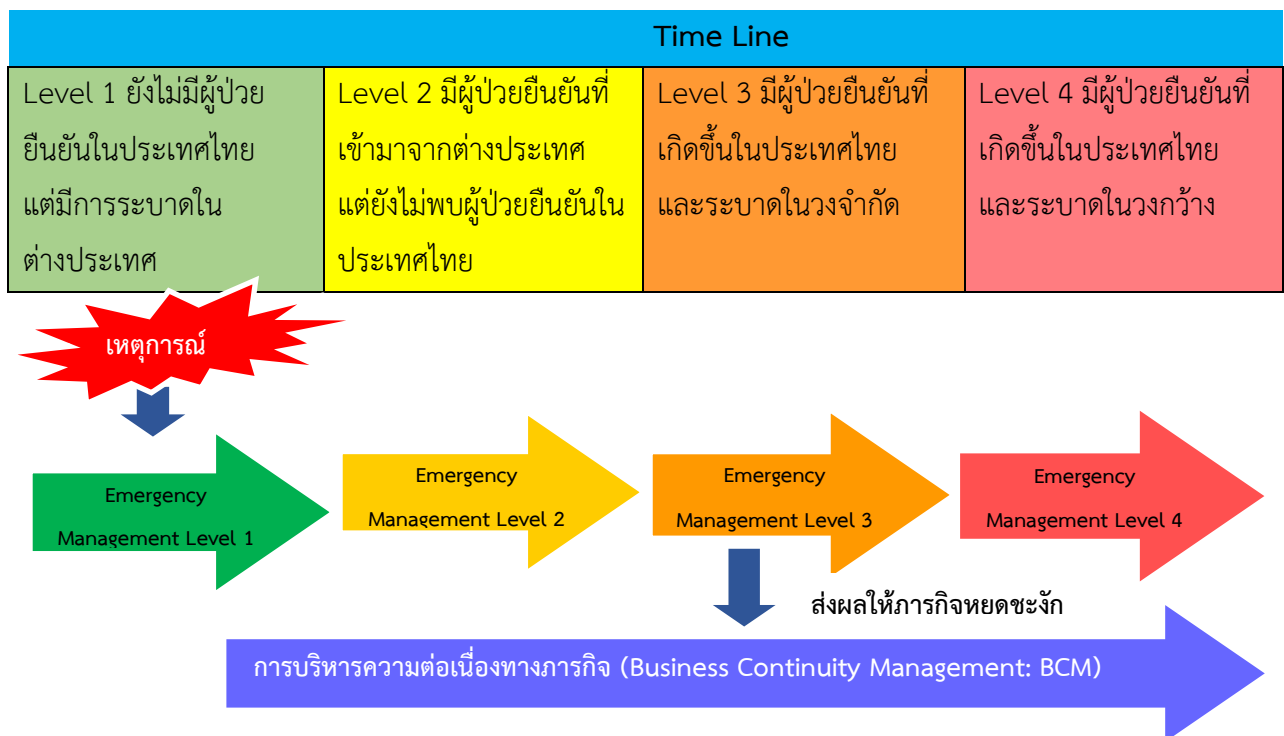 Time Line
Level 1 ยังไม่มีผู้ป่วย
ยืนยันในประเทศไทย
แต่มีการระบาดใน
ต่างประเทศ
Level 2 มีผู้ป่วยยืนยันที่
เข้ามาจากต่างประเทศ
แต่ยังไม่พบผู้ป่วยยืนยันใน
ประเทศไทย
Level 3 มีผู้ป่วยยืนยันที่
เกิดขึ้นในประเทศไทย
และระบาดในวงจำกัด
Level 4 มีผู้ป่วยยืนยันที่
เกิดขึ้นในประเทศไทย
และระบาดในวงกว้าง
เหตุการณ์
Emergency
Management Level 1
Emergency
Management Level 2
Emergency
Management Level 3
Emergency
Management Level 4
ส่งผลให้ภารกิจหยดชะงัก
การบริหารความต่อเนื่องทางภารกิจ (Business Continuity Management: BCM)